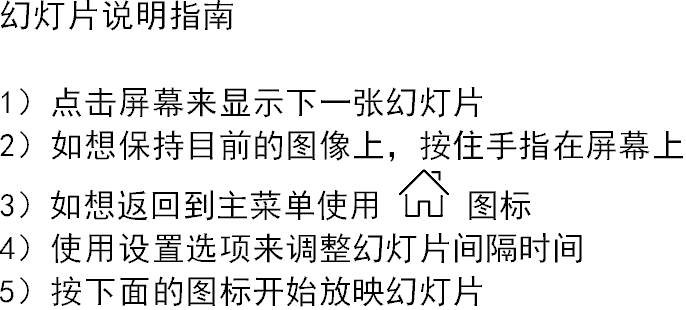 幻灯片说明指南
1）点击屏幕来显示下一张幻灯片
2）如想保持目前的图像上，按住手指在屏幕上
3）如想返回到主菜单使用 图标
4）使用设置选项来调整幻灯片间隔时间
5）按下面的图标开始放映幻灯片